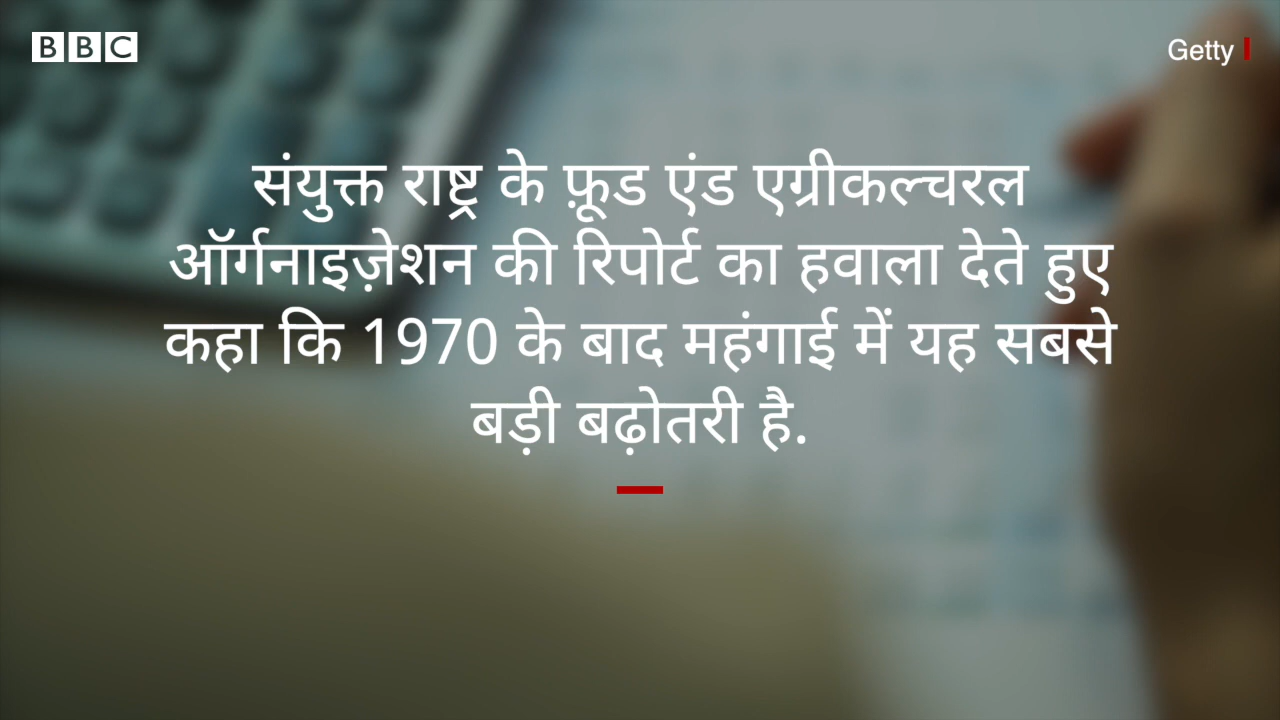 BBC
Getty
संयुक्त राष्ट्र के फ़ूड एंड एग्रीकल्चरल
ऑर्गनाइज़ेशन की रिपोर्ट का हवाला देते हुए
कहा कि 1970 के बाद महंगाई में यह सबसे
बड़ी बढ़ोतरी है.